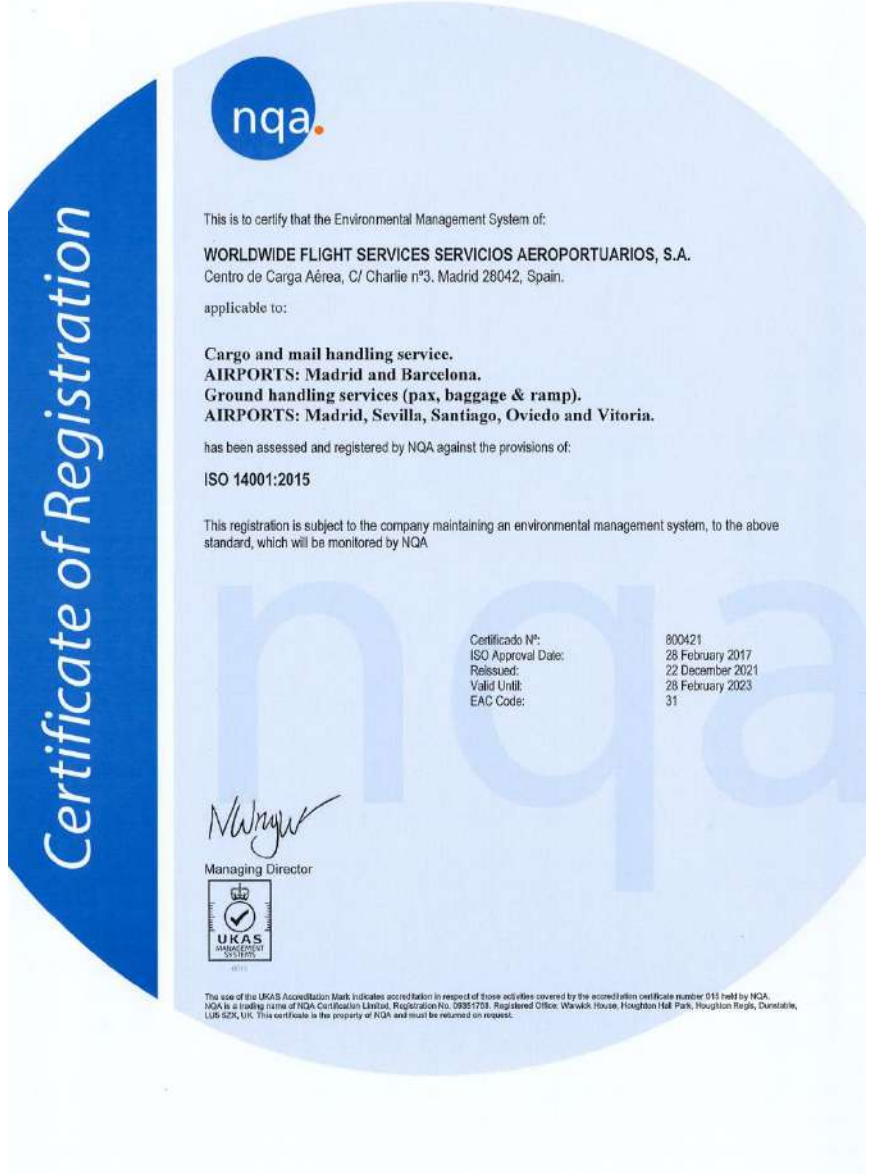 nqa.
Certificate of Registration
This is to certify that the Environmental Management System of:
WORLDWIDE FLIGHT SERVICES SERVICIOS AEROPORTUARIOS, S.A.
Centro de Carga Aérea, C/ Charlie nº3. Madrid 28042, Spain.
applicable to:
Cargo and mail handling service.
AIRPORTS: Madrid and Barcelona.
Ground handling services (pax, baggage & ramp).
AIRPORTS: Madrid, Sevilla, Santiago, Oviedo and Vitoria.
has been assessed and registered by NQA against the provisions of:
ISO 14001:2015
This registration is subject to the company maintaining an environmental management system, to the above
standard, which will be monitored by NQA
nqa
Certificado Nº: 800421
ISO Approval Date: 28 February 2017
Reissued: 22 December 2021
Valid Until: 28 February 2023
EAC Code: 31
Managing Director
UKAS
MANAGEMENT
SYSTEMS
The use of the UKAS Accreditation Mark indicates accreditation in respect of those activities covered by the accreditation certificate number 015 held by NQA.
NQA is a trading name of NQA Certification Limited, Registration No. 09351758. Registered Office: Warwick House, Houghton Hall Park, Houghton Regis, Dunstable,
LU5 5ZX, UK. This certificate is the property of NQA and must be returned on request.